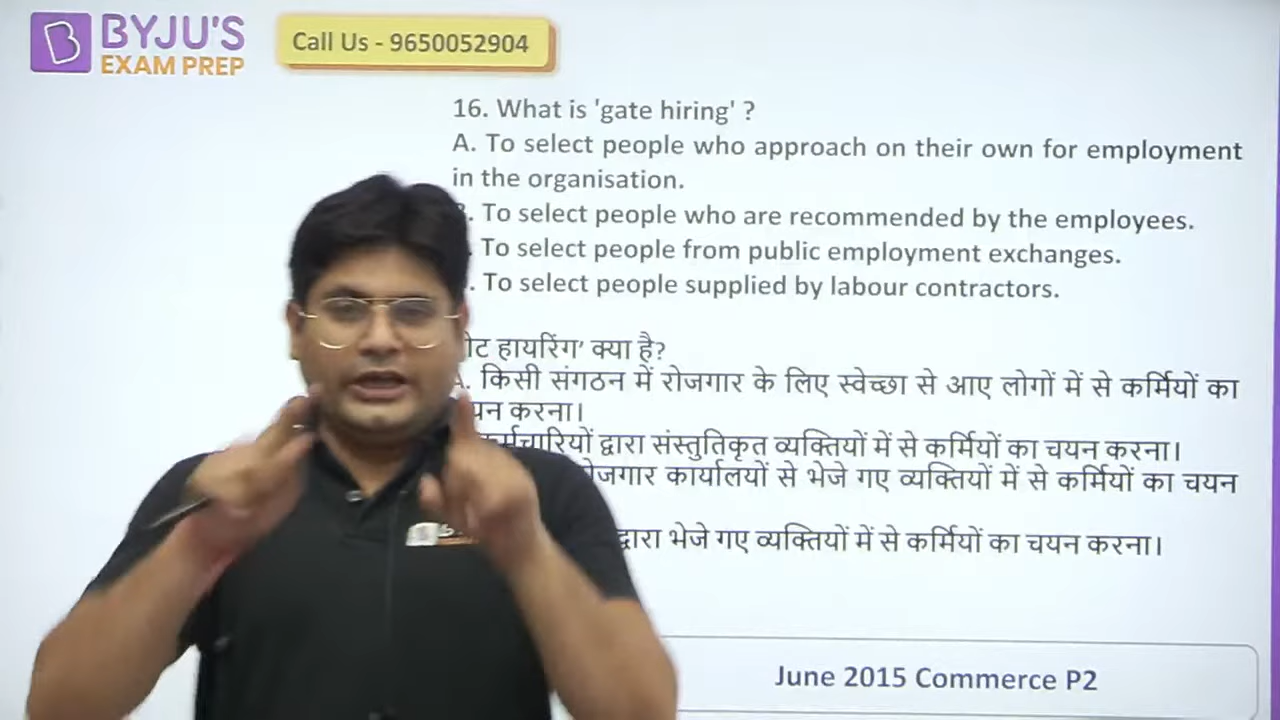 BYJU'S
EXAM PREP
Call Us - 9650052904
16. What is 'gate hiring' ?
A. To select people who approach on their own for employment
in the organisation.
. To select people who are recommended by the employees.
. To select people from public employment exchanges.
. To select people supplied by labour contractors.
हायरिंग' क्या है?
A. किसी संगठन में रोजगार के लिए स्वेच्छा से आए लोगों में से कर्मियों का
करना।
द्वारा संस्तुतिकृत व्यक्तियों में से कर्मियों का चयन करना।
कार्यालयों से भेजे गए व्यक्तियों में से कर्मियों का चयन
द्वारा भेजे गए व्यक्तियों में से कर्मियों का चयन करना।
June 2015 Commerce P2